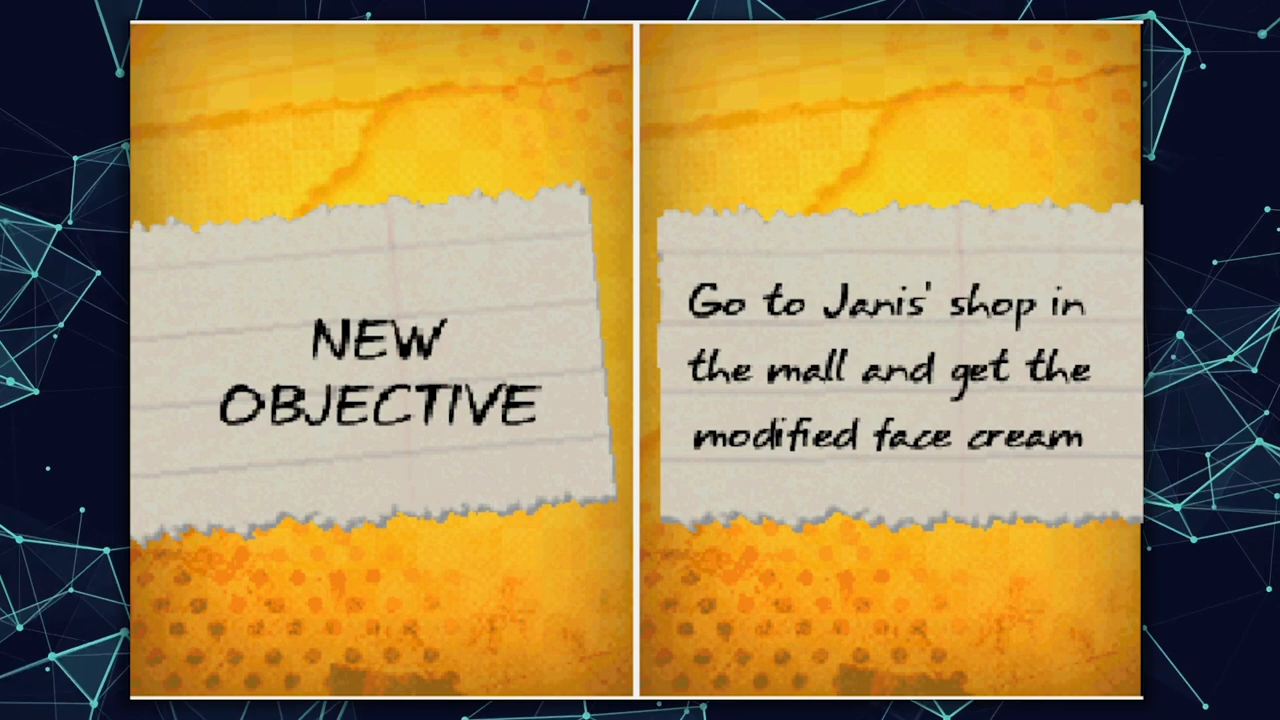 NEW
OBJECTIVE
Go to Janis' shop in
the mall and get the
modified face cream